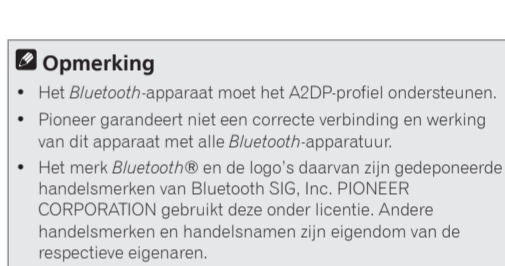 Opmerking
• Het Bluetooth-apparaat moet het A2DP-profiel ondersteunen.
• Pioneer garandeert niet een correcte verbinding en werking
van dit apparaat met alle Bluetooth-apparatuur.
• Het merk Bluetooth® en de logo's daarvan zijn gedeponeerde
handelsmerken van Bluetooth SIG, Inc. PIONEER
CORPORATION gebruikt deze onder licentie. Andere
handelsmerken en handelsnamen zijn eigendom van de
respectieve eigenaren.